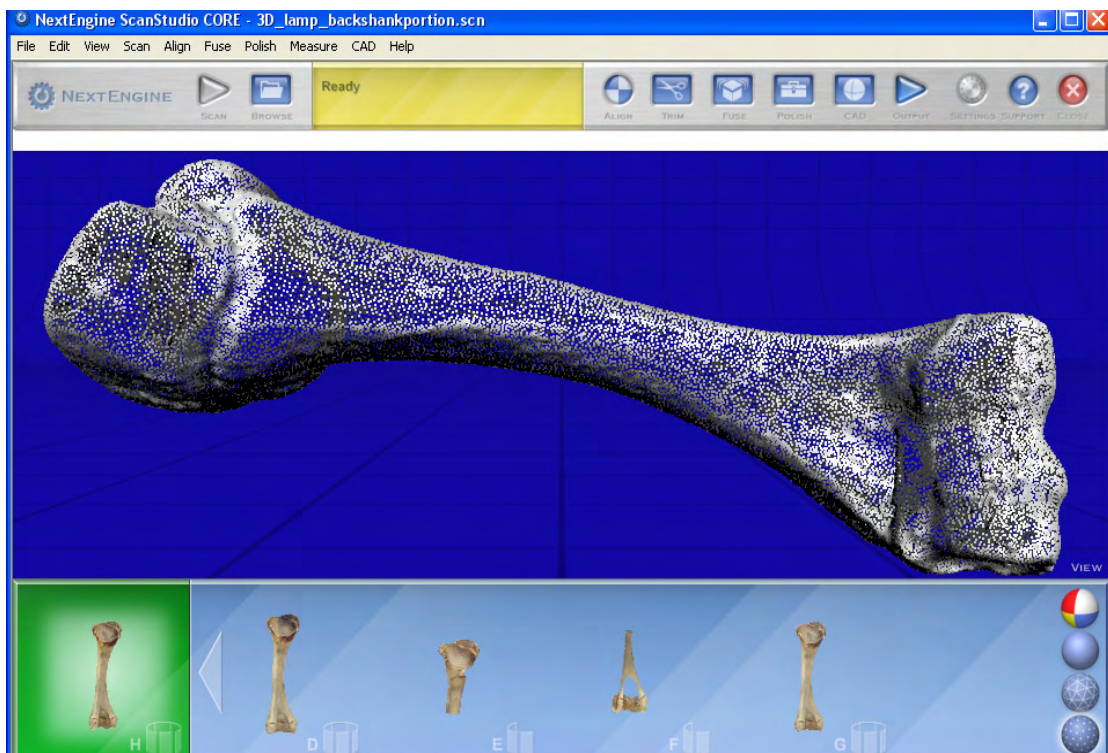 NextEngine ScanStudio CORE - 3D_lamp_backshankportion.scn
File Edit View Scan Align Fuse Polish Measure CAD Help
NEXTENGINE SCAN BROWSE Ready ALIGN TRIM FUSE POLISH CAD OUTPUT SETTINGS SUPPORT CLOSE
VIEW
H D E F G